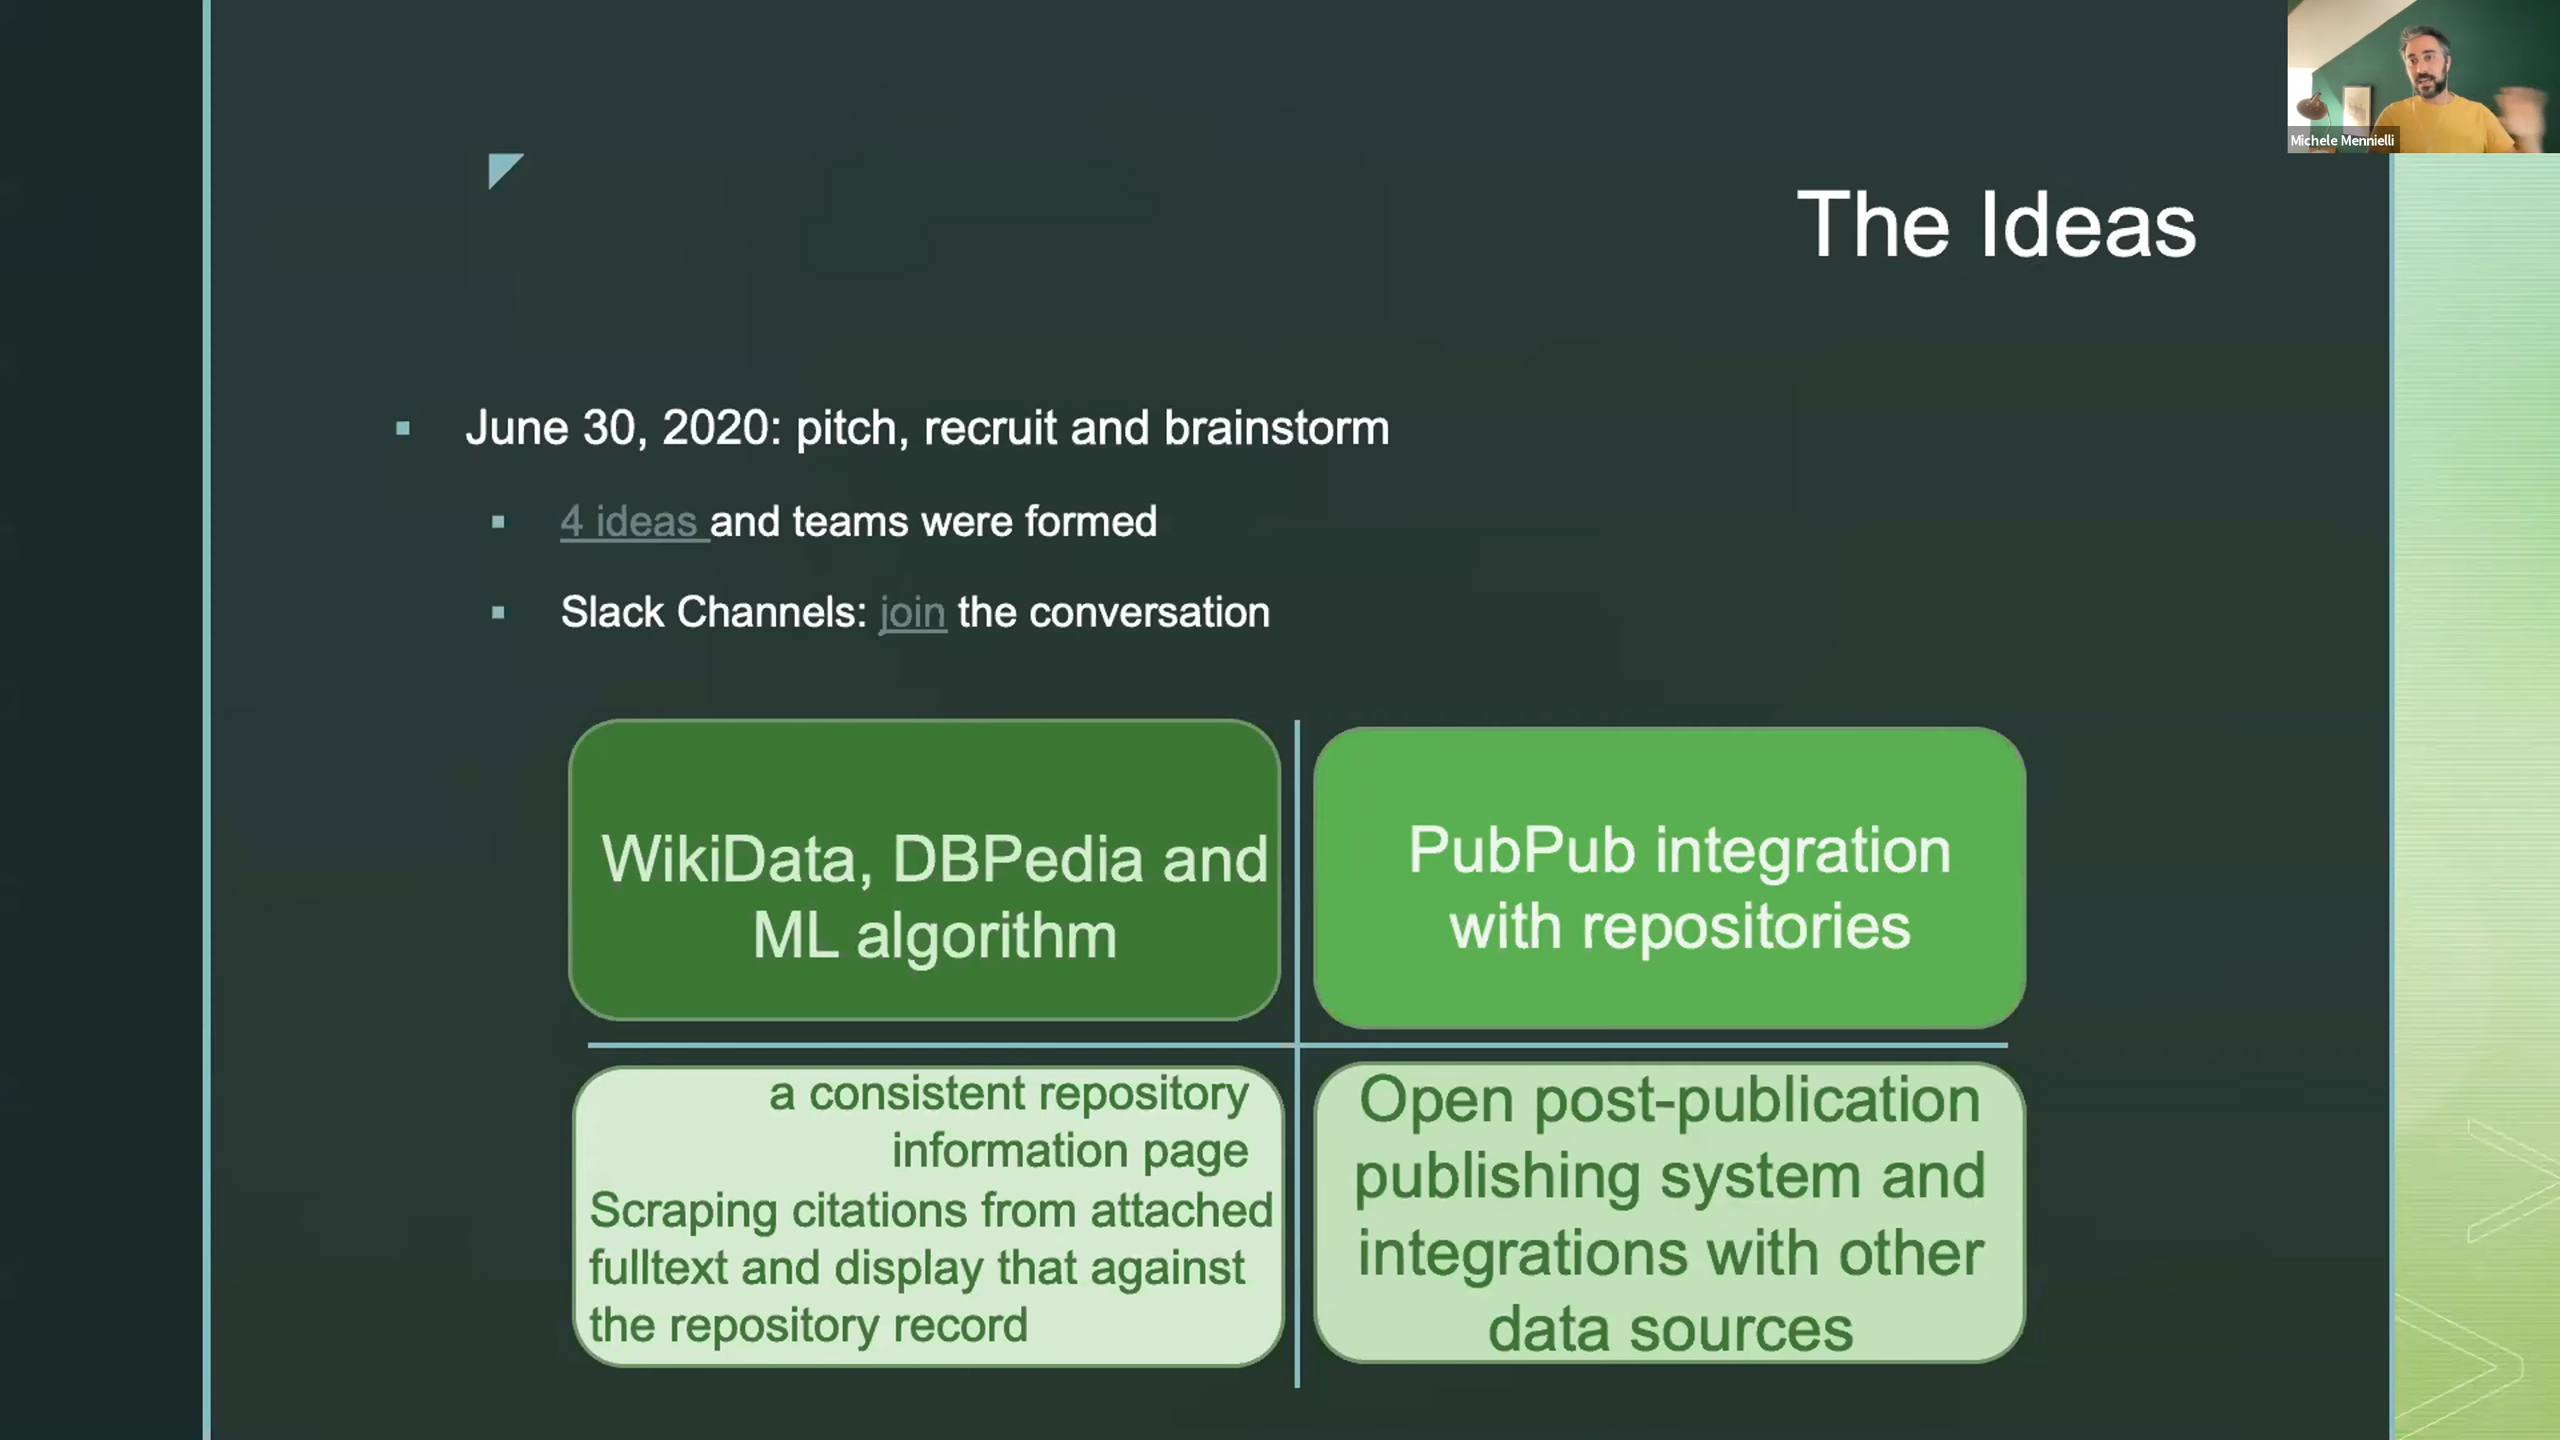 Michele Mennielli
The Ideas
June 30, 2020: pitch, recruit and brainstorm
4 ideas and teams were formed
Slack Channels: join the conversation
WikiData, DBPedia and
ML algorithm
PubPub integration
with repositories
a consistent repository
information page
Scraping citations from attached
fulltext and display that against
the repository record
Open post-publication
publishing system and
integrations with other
data sources